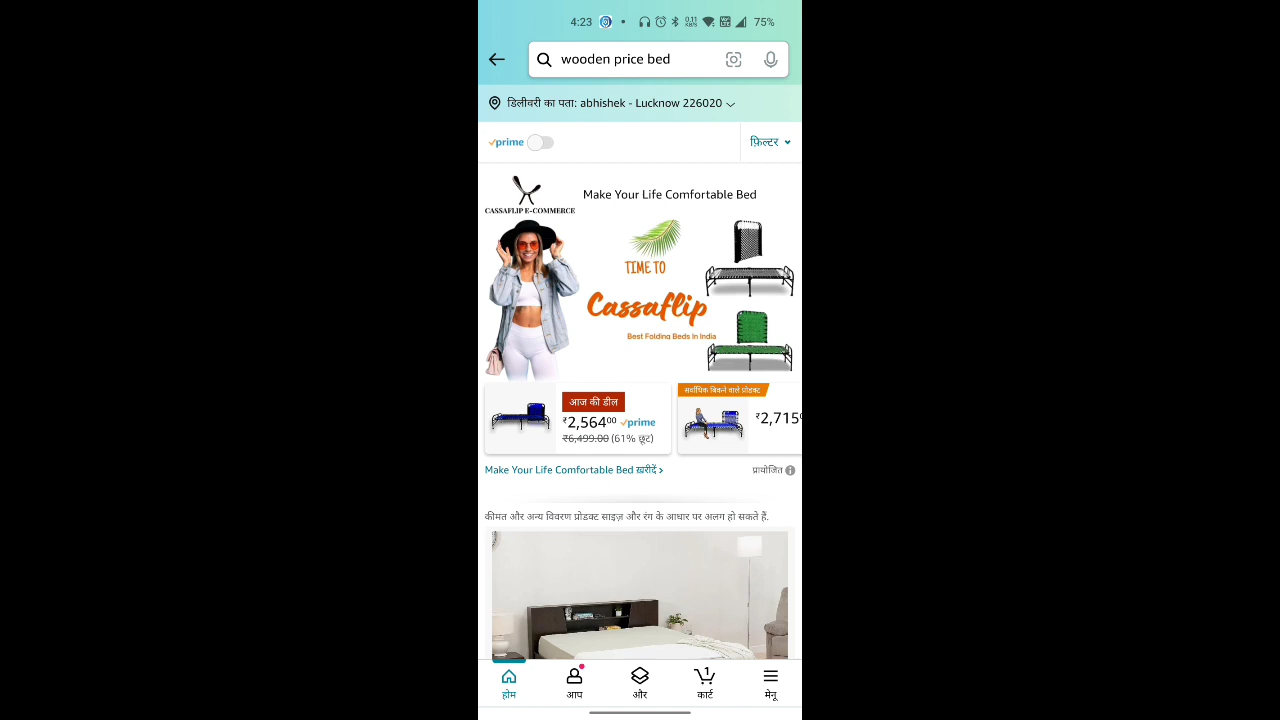 4:23 0.11 KB/S 75%
wooden price bed
डिलीवरी का पता: abhishek - Lucknow 226020
prime फ़िल्टर
CASSAFLIP E-COMMERCE
Make Your Life Comfortable Bed
TIME TO
Cassaflip
Best Folding Beds In India
आज की डील
₹2,564⁰⁰ prime
₹6,499.00 (61% छूट)
सर्वाधिक बिकने वाले प्रोडक्ट
₹2,715
Make Your Life Comfortable Bed ख़रीदें
प्रायोजित
कीमत और अन्य विवरण प्रोडक्ट साइज़ और रंग के आधार पर अलग हो सकते हैं.
1
होम आप और कार्ट मेनू